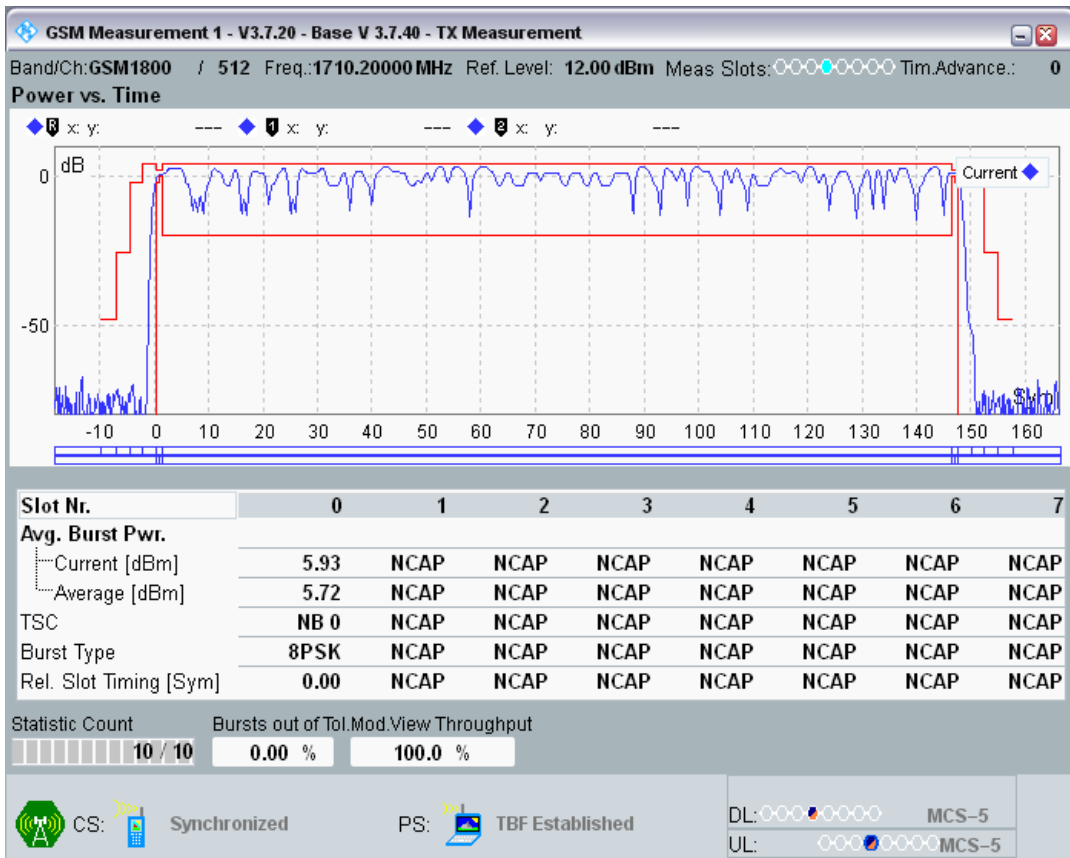 GSM Measurement 1 - V3.7.20 - Base V 3.7.40 - TX Measurement
Band/Ch:GSM1800 / 512 Freq.:1710.20000 MHz Ref. Level: 12.00 dBm Meas Slots: Tim.Advance.: 0
Power vs. Time
R x: y: --- 1 x: y: --- 2 x: y: ---
dB
Current
0
-50
Sym
-10 0 10 20 30 40 50 60 70 80 90 100 110 120 130 140 150 160
Slot Nr. 0 1 2 3 4 5 6 7
Avg. Burst Pwr.
Current [dBm] 5.93 NCAP NCAP NCAP NCAP NCAP NCAP NCAP
Average [dBm] 5.72 NCAP NCAP NCAP NCAP NCAP NCAP NCAP
TSC NB 0 NCAP NCAP NCAP NCAP NCAP NCAP NCAP
Burst Type 8PSK NCAP NCAP NCAP NCAP NCAP NCAP NCAP
Rel. Slot Timing [Sym] 0.00 NCAP NCAP NCAP NCAP NCAP NCAP NCAP
Statistic Count Bursts out of Tol.Mod.View Throughput
10 / 10 0.00 % 100.0 %
CS: Synchronized PS: TBF Established DL: MCS-5
UL: MCS-5